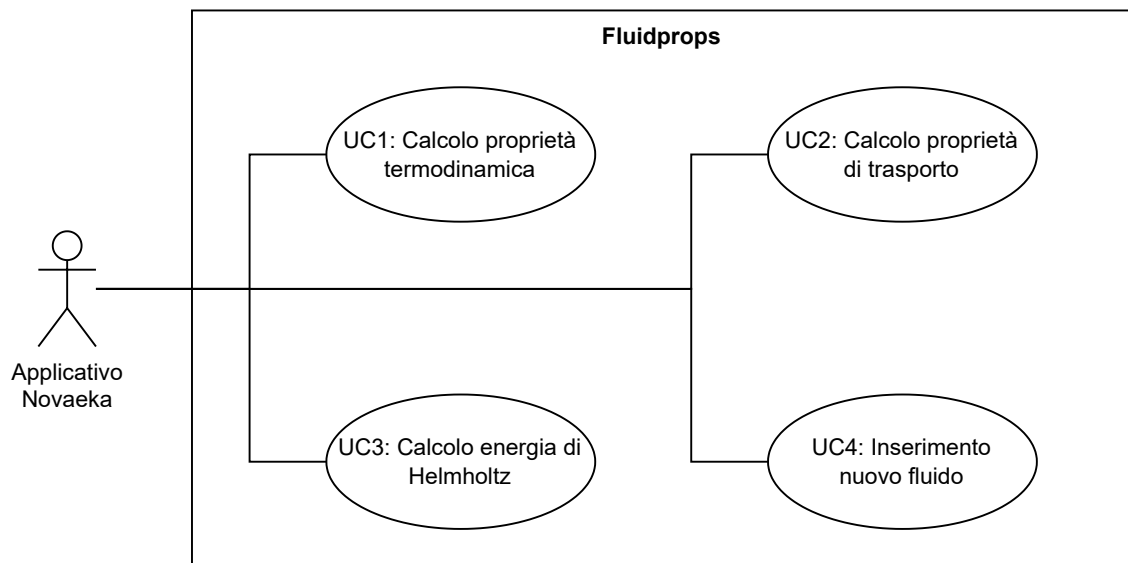 Fluidprops
UC1: Calcolo proprietà
termodinamica
UC2: Calcolo proprietà
di trasporto
Applicativo
Novaeka
UC3: Calcolo energia di
Helmholtz
UC4: Inserimento
nuovo fluido